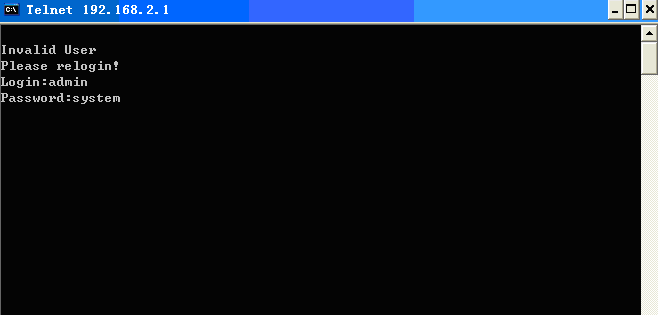 C:\ Telnet 192.168.2.1
Invalid User
Please relogin!
Login:admin
Password:system